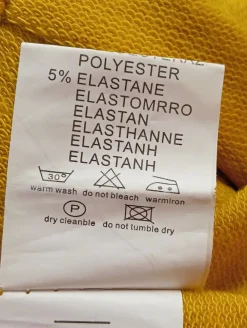 POLYESTER
5% ELASTANE
ELASTOMRRO
ELASTAN
ELASTHANNE
ELASTANH
ELASTANH
30°
warm wash do not bleach warmiron
P
dry cleanble do not tumble dry